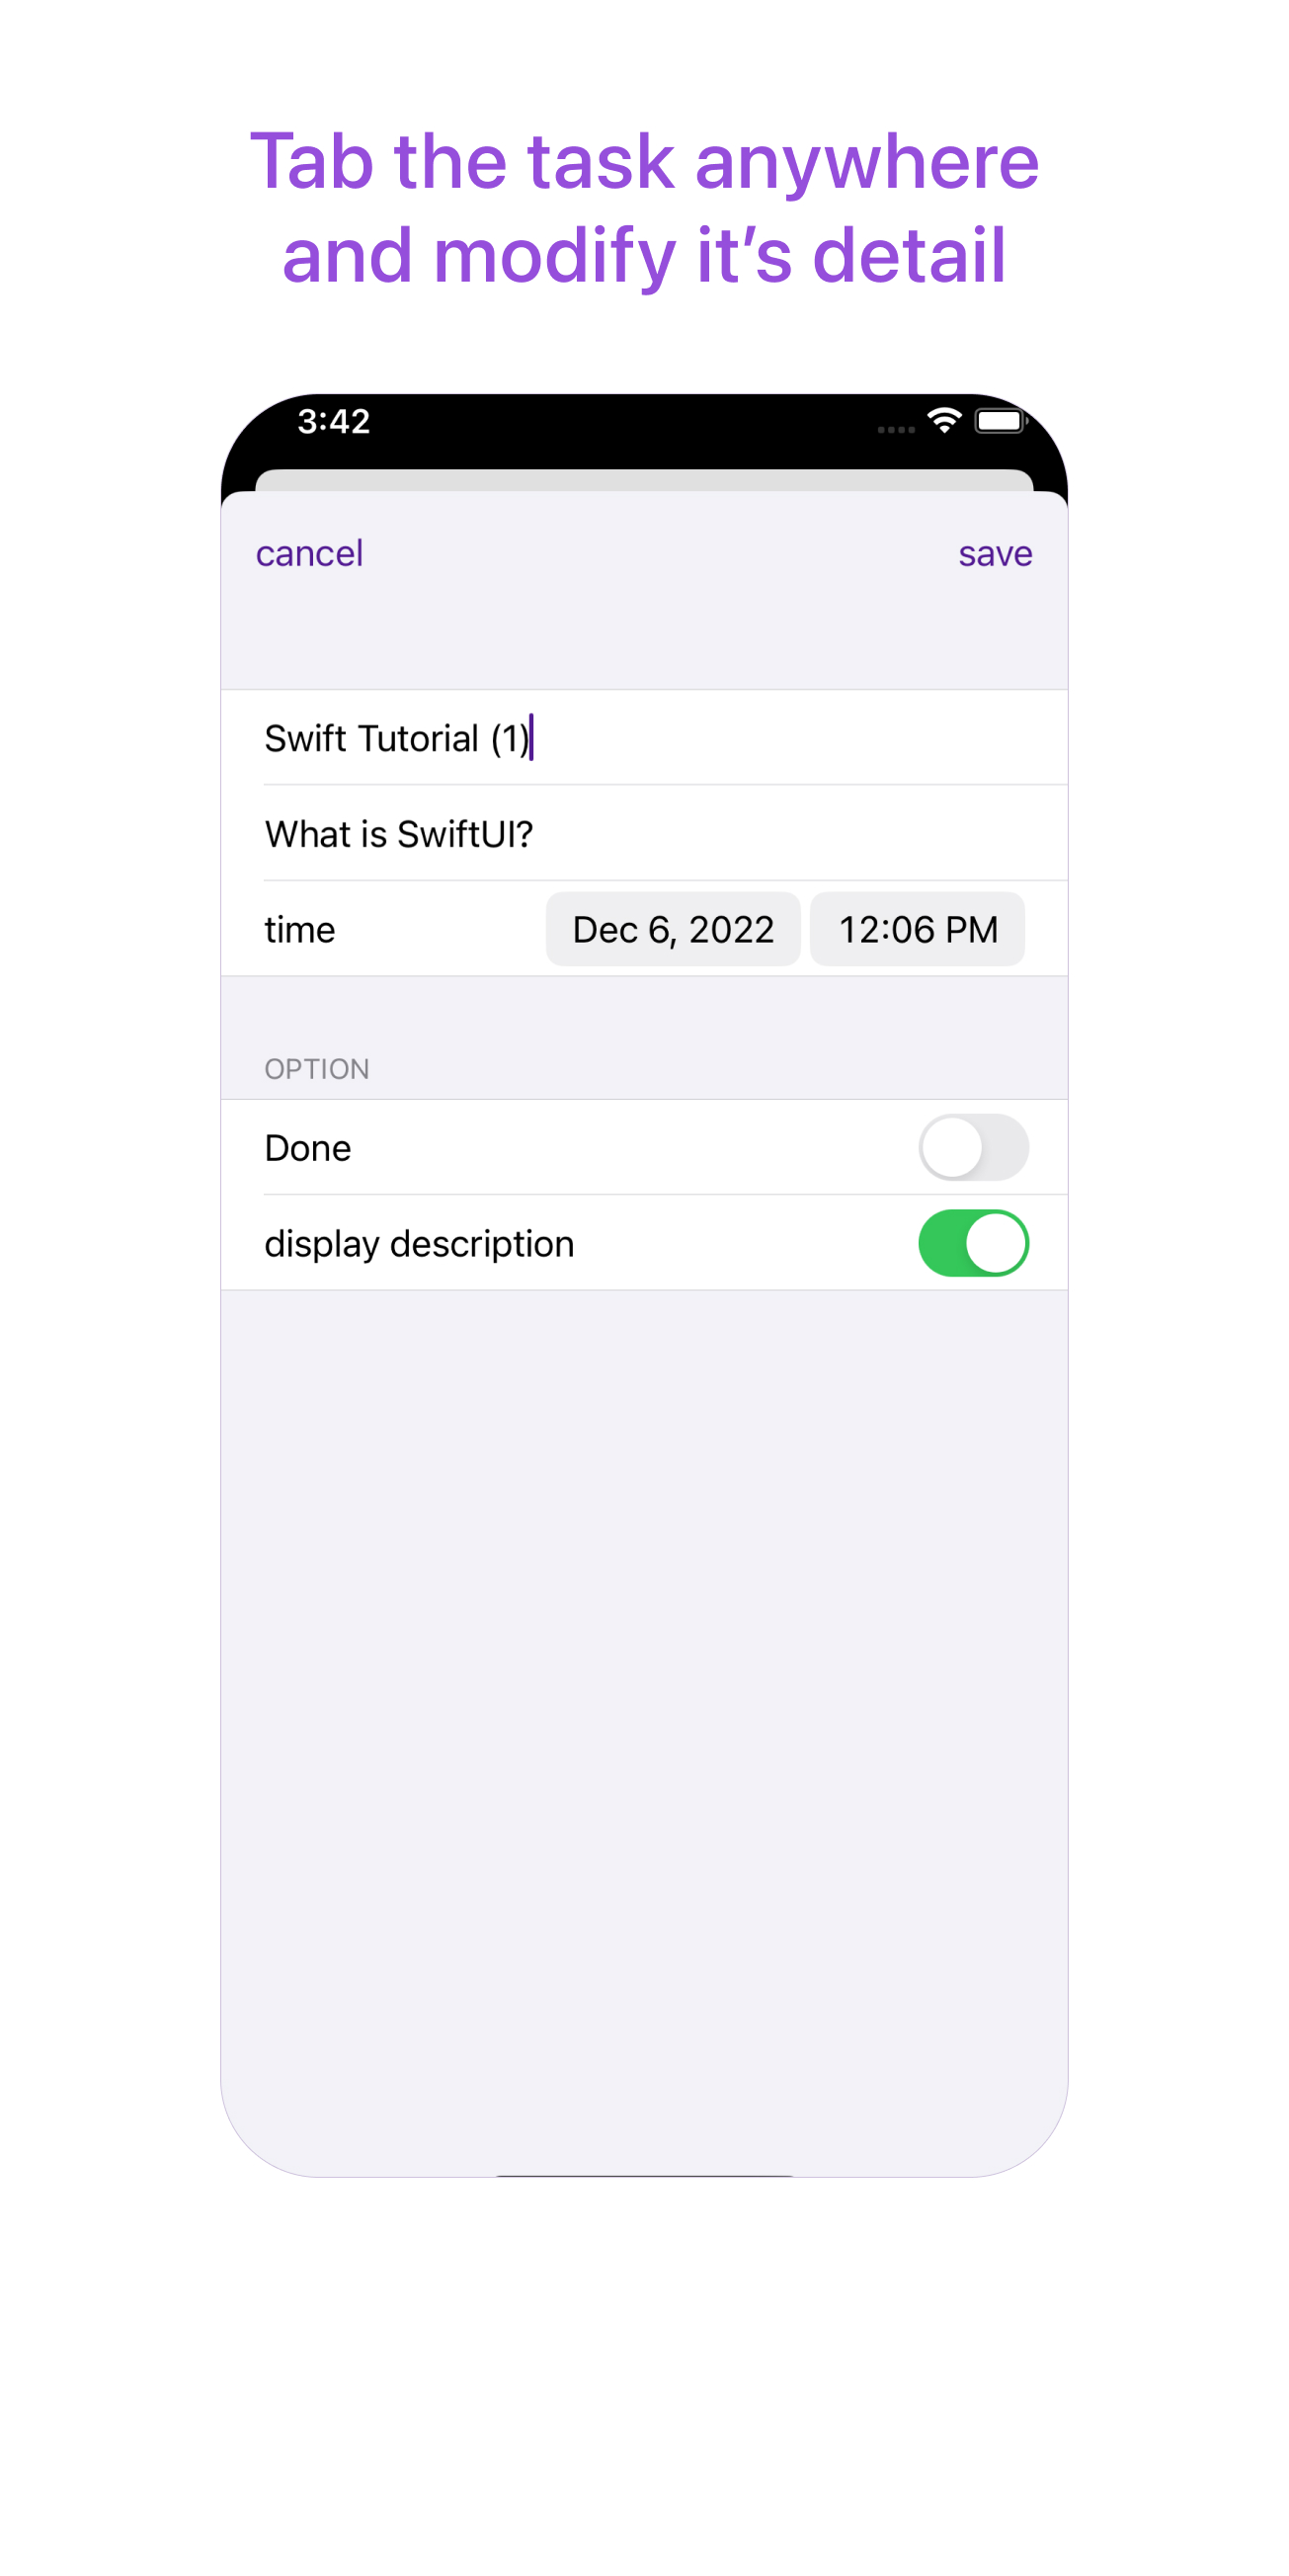 Tab the task anywhere
and modify it’s detail
3:42
cancel save
Swift Tutorial (1)
What is SwiftUI?
time Dec 6, 2022 12:06 PM
OPTION
Done
display description